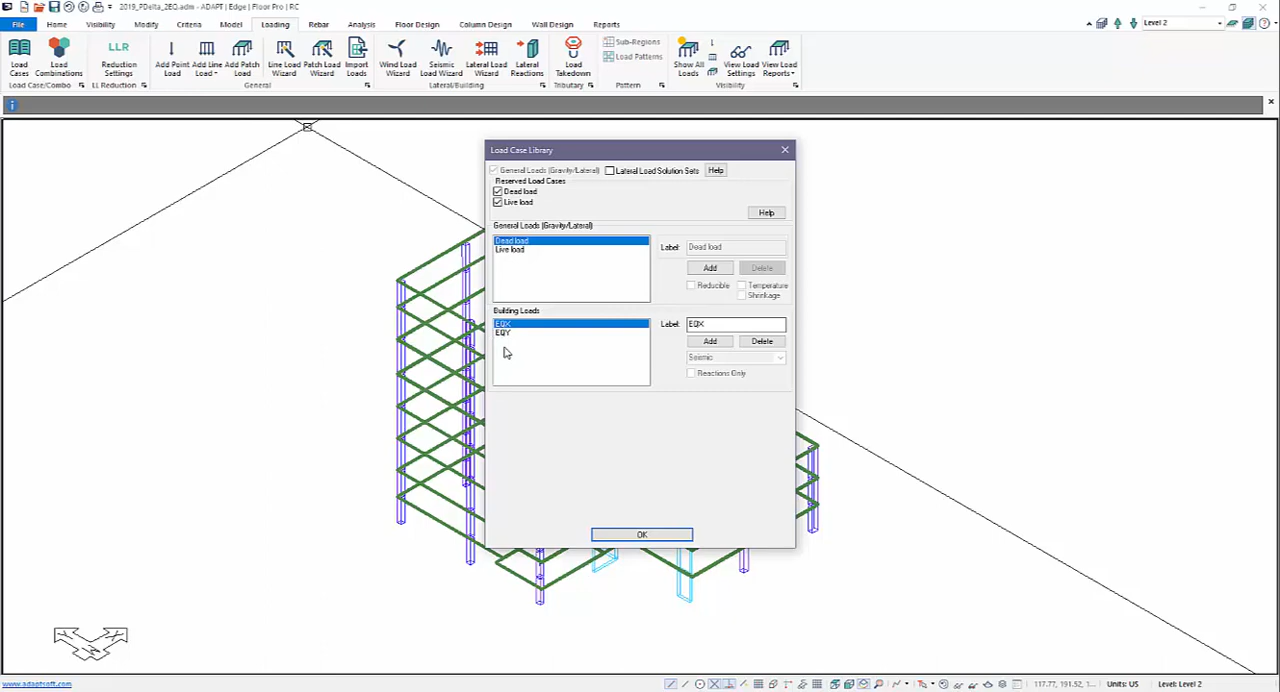 2019_PDelta_2EQ.adm - ADAPT | Edge | Floor Pro | RC
File Home Visibility Modify Criteria Model Loading Rebar Analysis Floor Design Column Design Wall Design Reports Level 2
Load Cases
Load Combinations
LLR Reduction Settings
Add Point Load
Add Line Load
Add Patch Load
Line Load Wizard
Patch Load Wizard
Import Loads
Wind Load Wizard
Seismic Load Wizard
Lateral Load Wizard
Lateral Reactions
Load Takedown
Sub-Regions
Load Patterns
Show All Loads
View Load Settings
View Load Reports
Load Case/Combo LL Reduction General Lateral/Building Tributary Pattern Visibility
Load Case Library
General Loads (Gravity/Lateral) Lateral Load Solution Sets Help
Reserved Load Cases
Dead load
Live load
Help
General Loads (Gravity/Lateral)
Dead load
Live load
Label: Dead load
Add Delete
Reducible Temperature
Shrinkage
Building Loads
EQX
EQY
Label: EQX
Add Delete
Seismic
Reactions Only
OK
www.adaptsoft.com
117.77, 191.52, 1... Units: US Level: Level 2